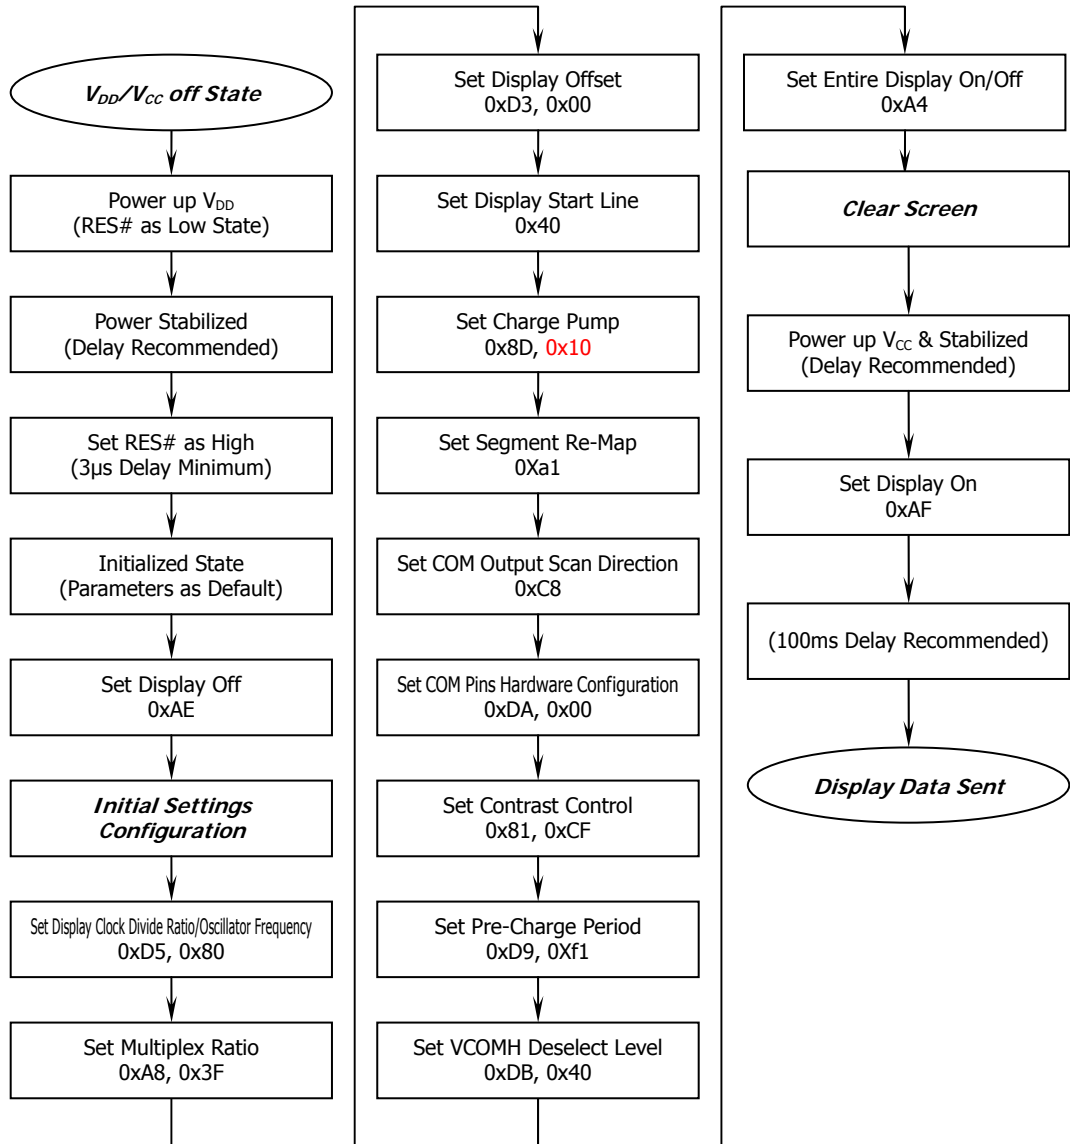 V_DD/V_CC off State
Power up V_DD
(RES# as Low State)
Power Stabilized
(Delay Recommended)
Set RES# as High
(3µs Delay Minimum)
Initialized State
(Parameters as Default)
Set Display Off
0xAE
Initial Settings
Configuration
Set Display Clock Divide Ratio/Oscillator Frequency
0xD5, 0x80
Set Multiplex Ratio
0xA8, 0x3F
Set Display Offset
0xD3, 0x00
Set Display Start Line
0x40
Set Charge Pump
0x8D, 0x10
Set Segment Re-Map
0Xa1
Set COM Output Scan Direction
0xC8
Set COM Pins Hardware Configuration
0xDA, 0x00
Set Contrast Control
0x81, 0xCF
Set Pre-Charge Period
0xD9, 0Xf1
Set VCOMH Deselect Level
0xDB, 0x40
Set Entire Display On/Off
0xA4
Clear Screen
Power up V_CC & Stabilized
(Delay Recommended)
Set Display On
0xAF
(100ms Delay Recommended)
Display Data Sent